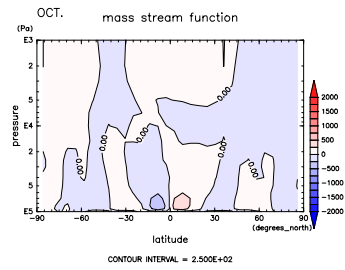 OCT.
mass stream function
(Pa)
E3
2
5
E4
2
5
E5
pressure
0.00
0.00
0.00
0.00
0.00
0.00
0.00
−90 −60 −30 0 30 60 90
(degrees_north)
latitude
2000
1500
1000
500
0
−500
−1000
−1500
−2000
CONTOUR INTERVAL = 2.500E+02